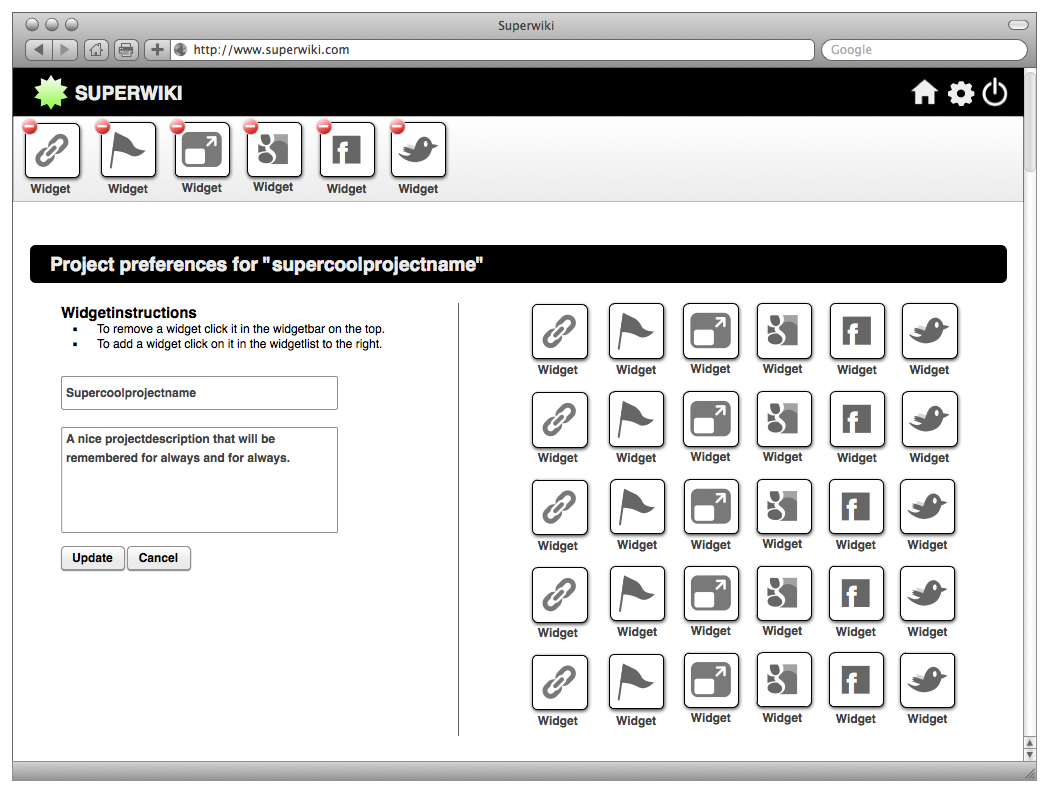 Superwiki
http://www.superwiki.com
Google
SUPERWIKI
Widget Widget Widget Widget Widget Widget
Project preferences for "supercoolprojectname"
Widgetinstructions
To remove a widget click it in the widgetbar on the top.
To add a widget click on it in the widgetlist to the right.
Supercoolprojectname
A nice projectdescription that will be
remembered for always and for always.
Update Cancel
Widget Widget Widget Widget Widget Widget
Widget Widget Widget Widget Widget Widget
Widget Widget Widget Widget Widget Widget
Widget Widget Widget Widget Widget Widget
Widget Widget Widget Widget Widget Widget